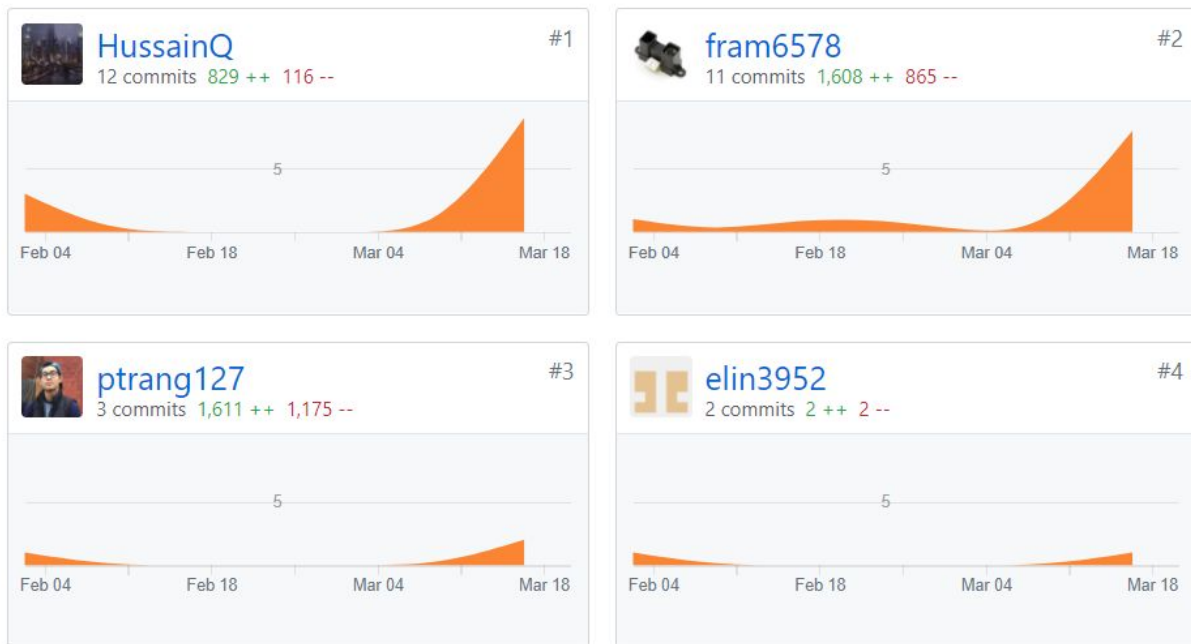 HussainQ #1
12 commits 829 ++ 116 --
5
Feb 04 Feb 18 Mar 04 Mar 18
fram6578 #2
11 commits 1,608 ++ 865 --
5
Feb 04 Feb 18 Mar 04 Mar 18
ptrang127 #3
3 commits 1,611 ++ 1,175 --
5
Feb 04 Feb 18 Mar 04 Mar 18
elin3952 #4
2 commits 2 ++ 2 --
5
Feb 04 Feb 18 Mar 04 Mar 18